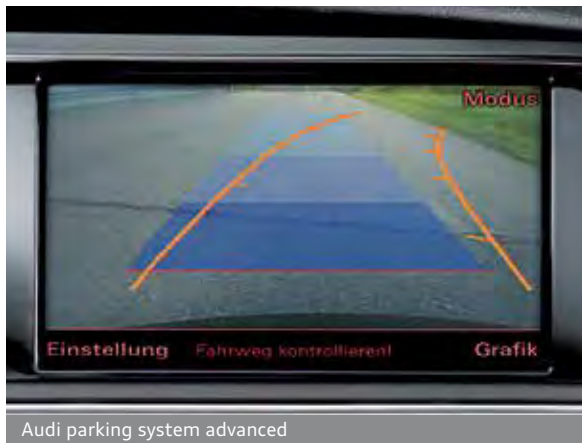 Modus
Einstellung Fahrweg kontrollieren! Grafik
Audi parking system advanced